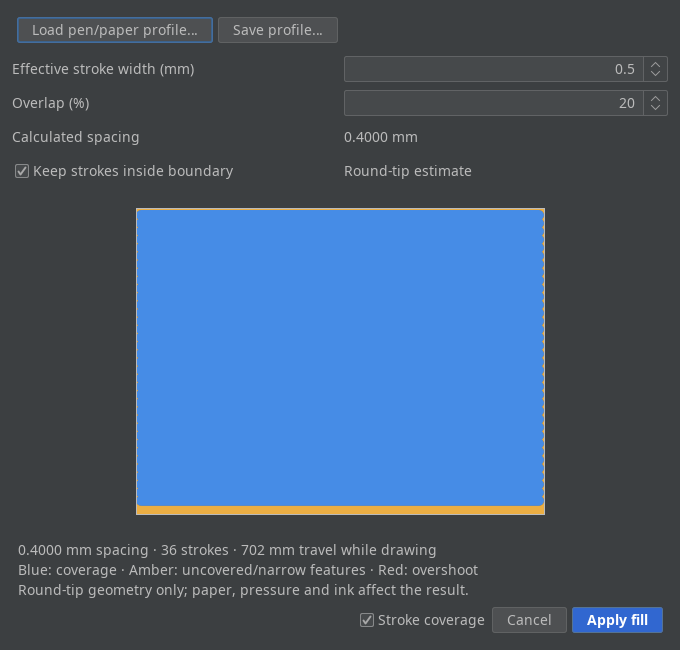 Load pen/paper profile... Save profile...
Effective stroke width (mm) 0.5
Overlap (%) 20
Calculated spacing 0.4000 mm
Keep strokes inside boundary Round-tip estimate
0.4000 mm spacing · 36 strokes · 702 mm travel while drawing
Blue: coverage · Amber: uncovered/narrow features · Red: overshoot
Round-tip geometry only; paper, pressure and ink affect the result.
Stroke coverage Cancel Apply fill